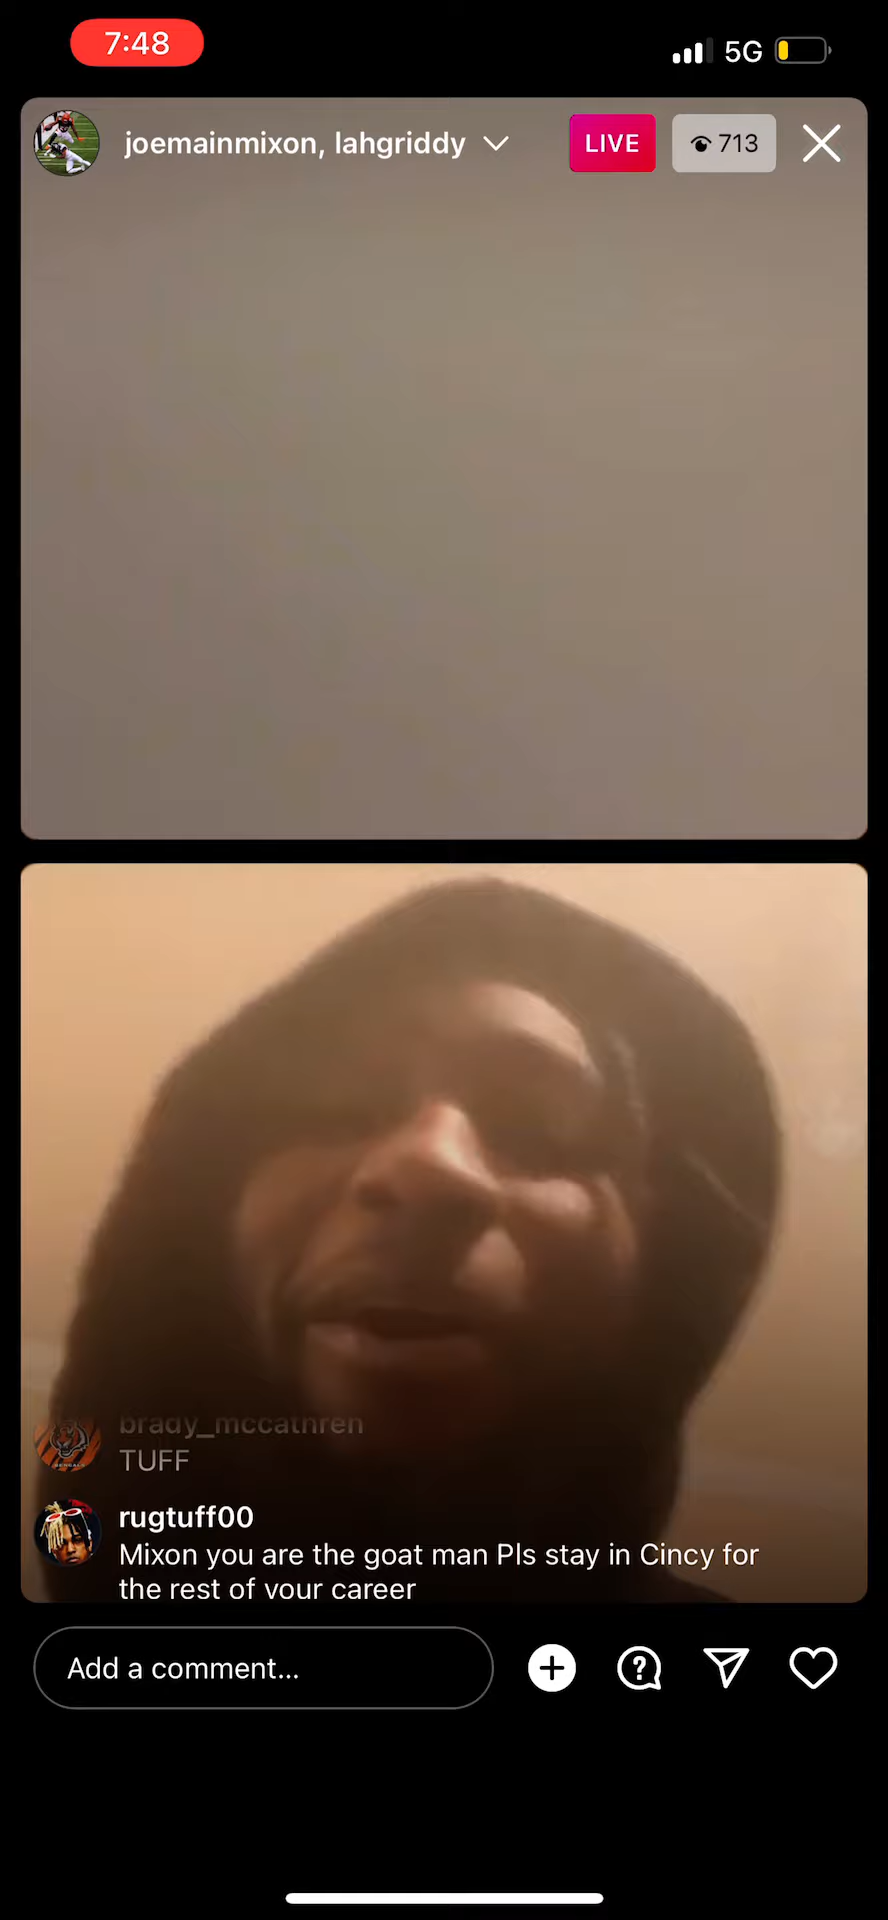 7:48
5G
joemainmixon, lahgriddy
LIVE
713
brady_mccathren
TUFF
rugtuff00
Mixon you are the goat man Pls stay in Cincy for
the rest of your career
Add a comment...